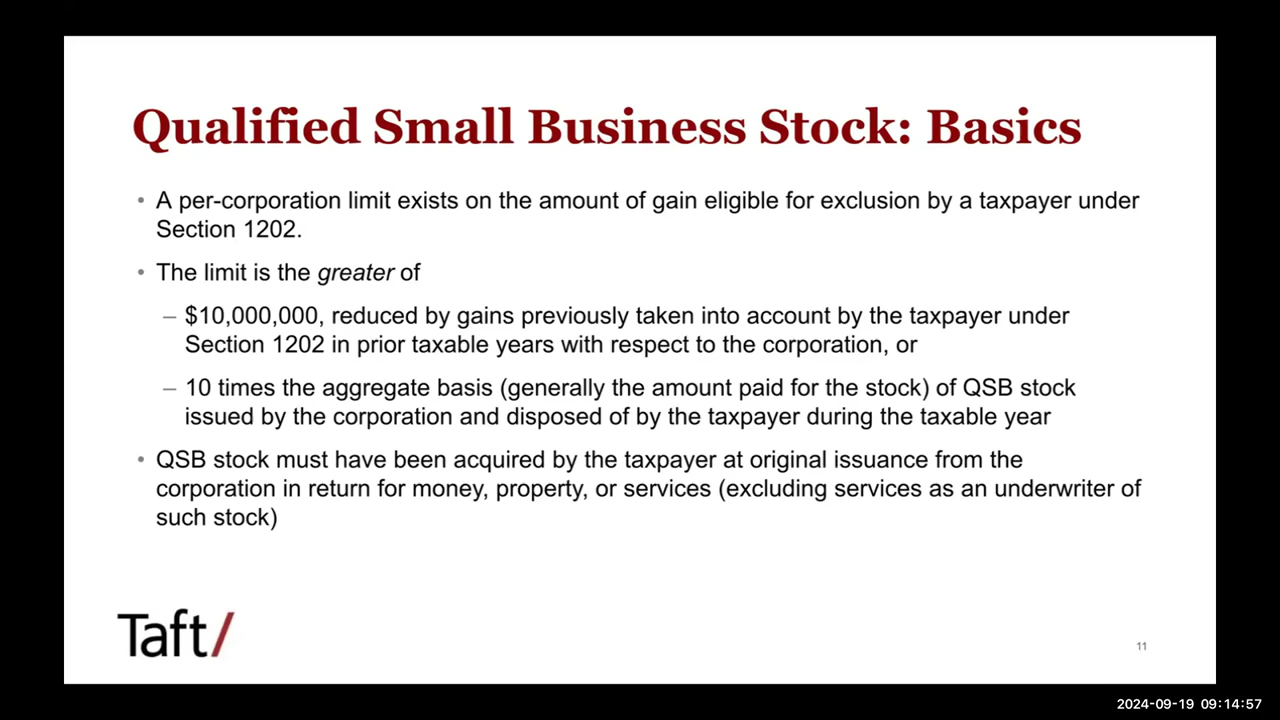 Qualified Small Business Stock: Basics
• A per-corporation limit exists on the amount of gain eligible for exclusion by a taxpayer under
Section 1202.
• The limit is the greater of
– $10,000,000, reduced by gains previously taken into account by the taxpayer under
Section 1202 in prior taxable years with respect to the corporation, or
– 10 times the aggregate basis (generally the amount paid for the stock) of QSB stock
issued by the corporation and disposed of by the taxpayer during the taxable year
• QSB stock must have been acquired by the taxpayer at original issuance from the
corporation in return for money, property, or services (excluding services as an underwriter of
such stock)
Taft/
11
2024-09-19 09:14:57